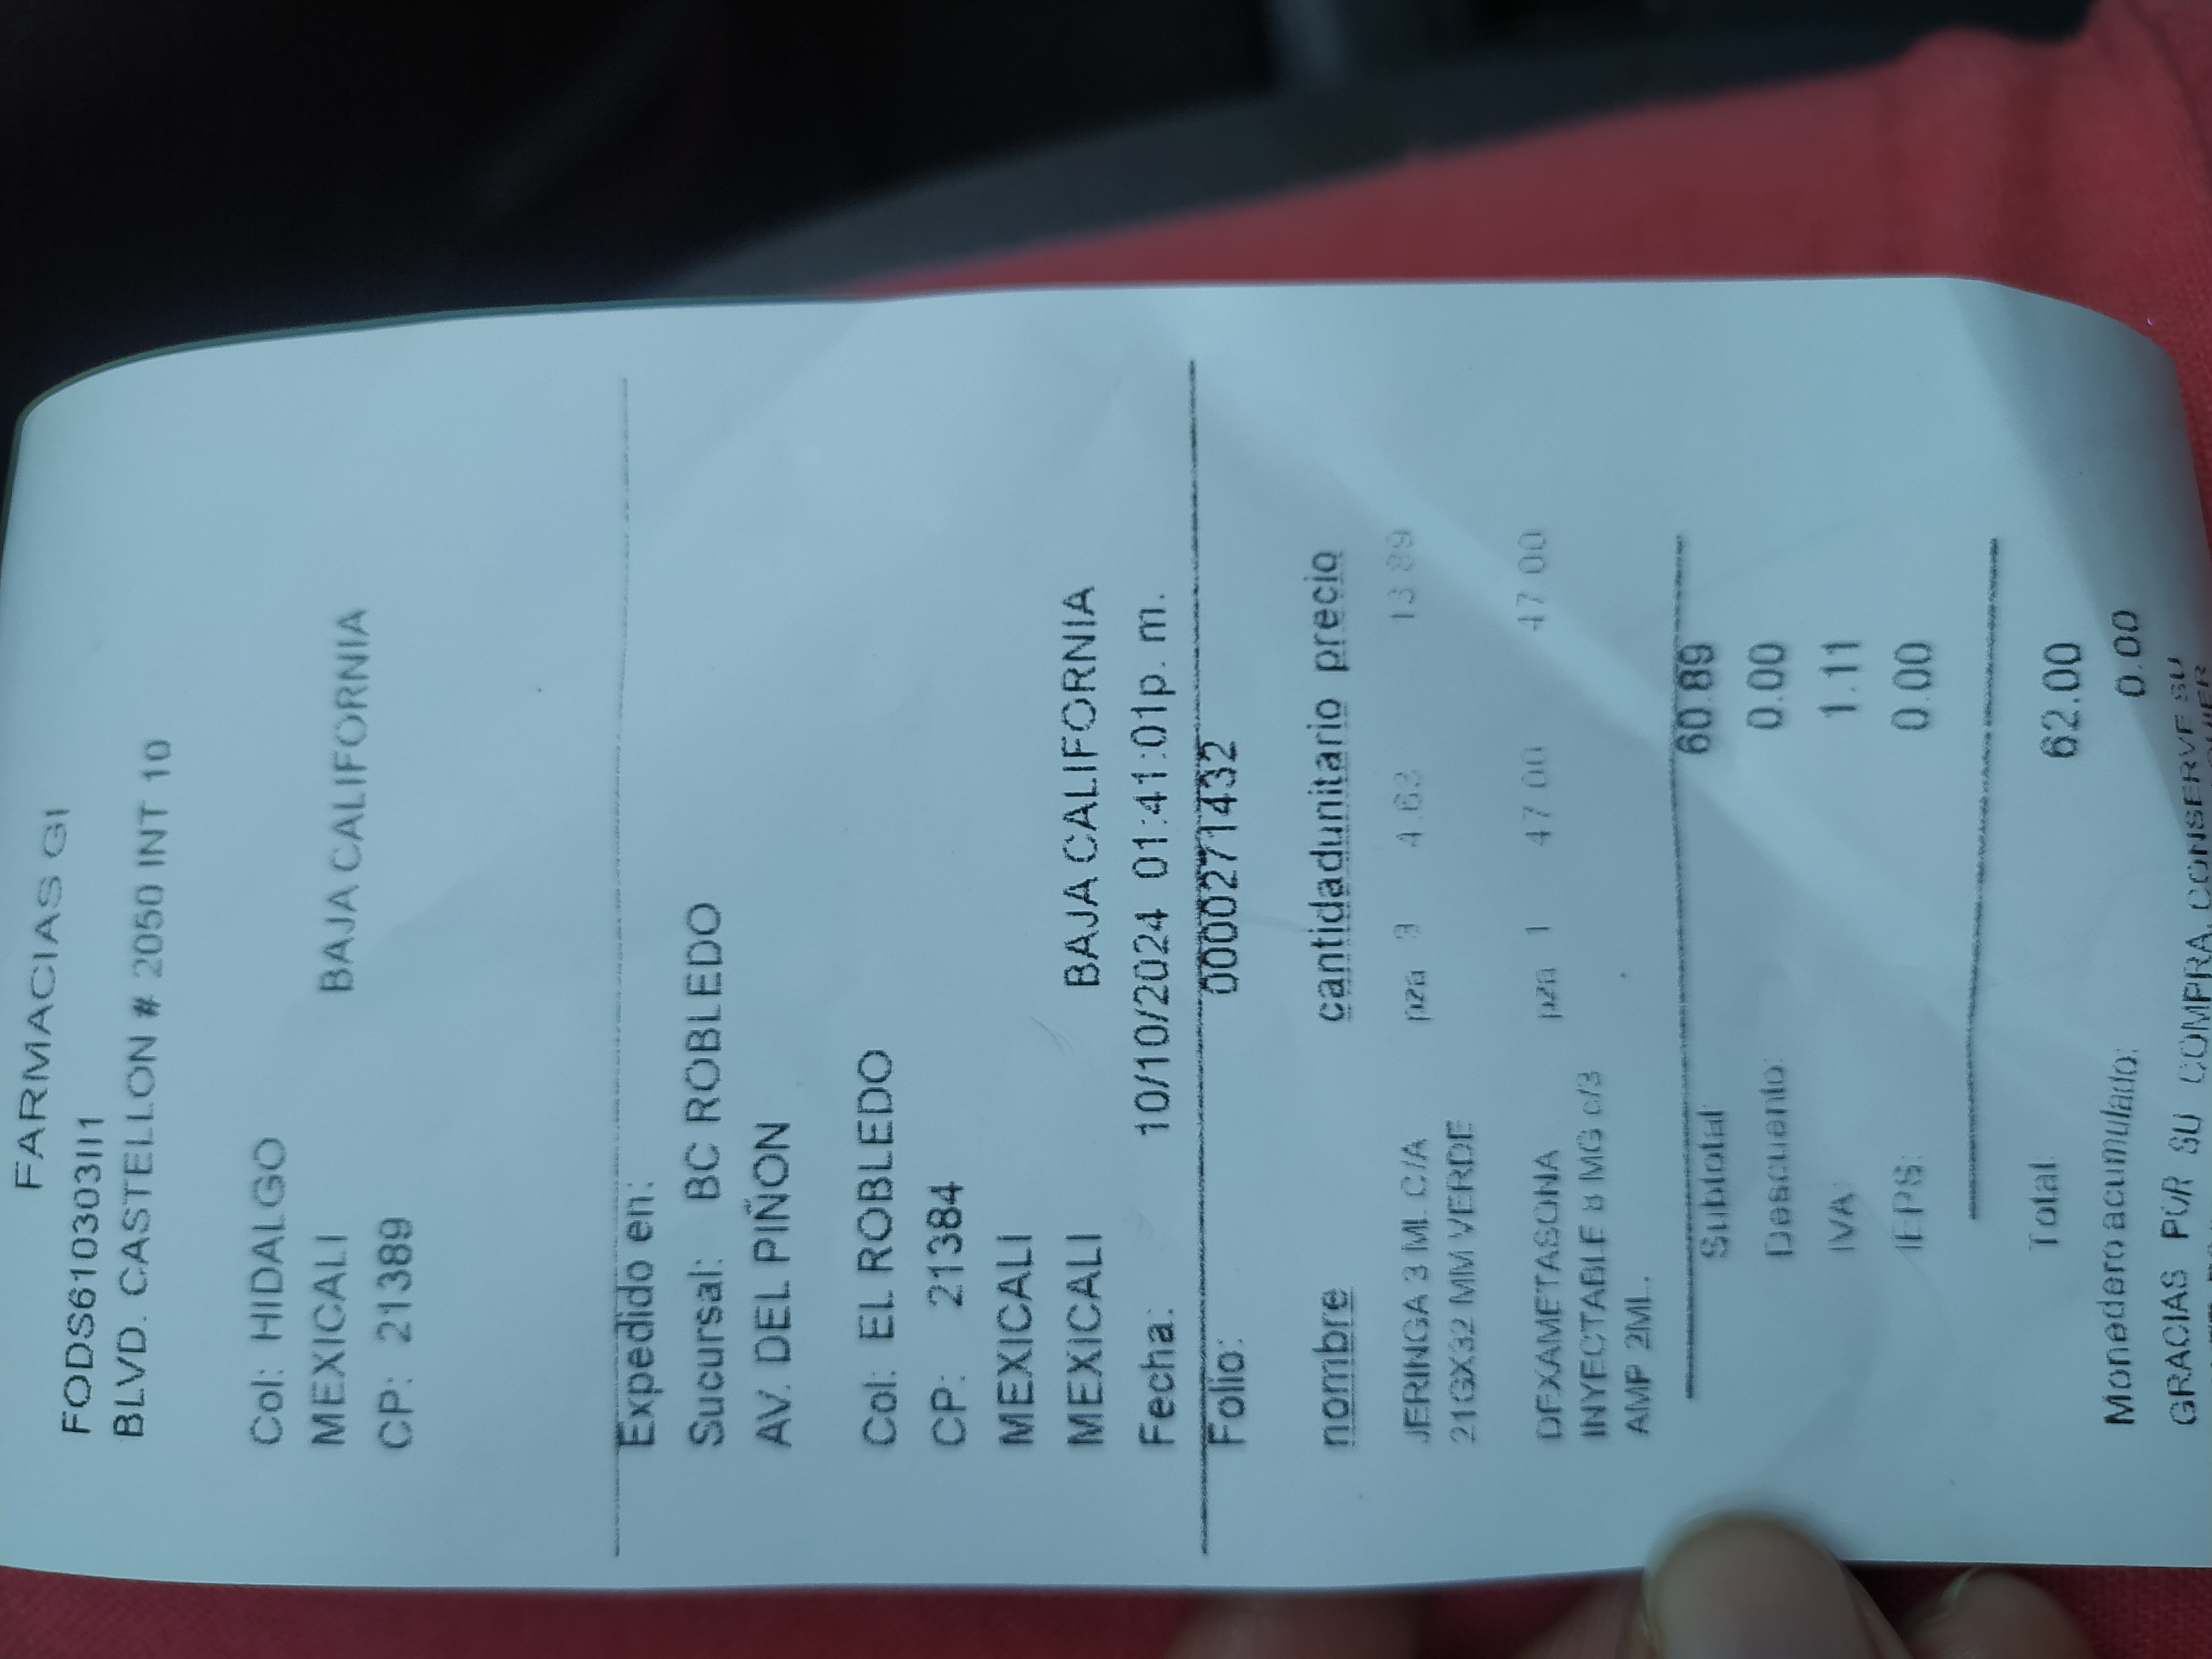 FARMACIAS GI
FODS610303II1
BLVD. CASTELLON # 2050 INT 10
Col: HIDALGO
MEXICALI BAJA CALIFORNIA
CP: 21389
Expedido en:
Sucursal: BC ROBLEDO
AV. DEL PIÑON
Col: EL ROBLEDO
CP: 21384
MEXICALI
MEXICALI BAJA CALIFORNIA
Fecha: 10/10/2024 01:41:01p. m.
Folio: 0000271432
nombre cantidadunitario precio
JERINGA 3 ML C/A pza 3 4.63 13.89
21GX32 MM VERDE
DEXAMETASONA pza 1 47.00 47.00
INYECTABLE 8 MG c/3
AMP 2ML.
Subtotal 60.89
Descuento: 0.00
IVA: 1.11
IEPS: 0.00
Total: 62.00
Monedero acumulado: 0.00
GRACIAS POR SU COMPRA, CONSERVE SU